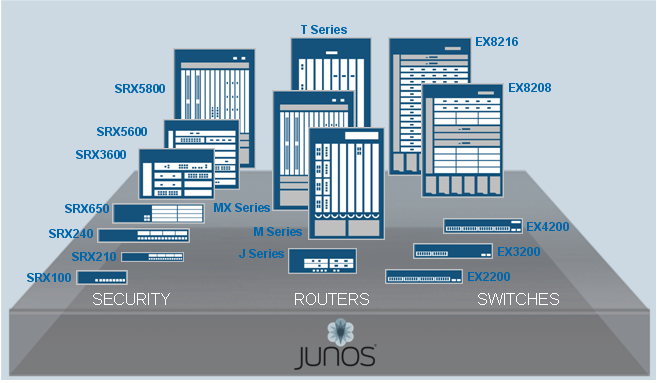 T Series
EX8216
SRX5800
EX8208
SRX5600
SRX3600
SRX650
MX Series
EX4200
SRX240
M Series
J Series
EX3200
SRX210
SRX100
EX2200
SECURITY
ROUTERS
SWITCHES
JUNOS